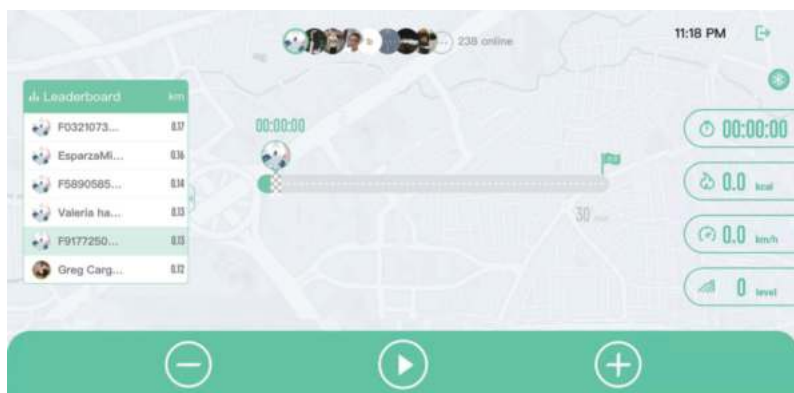 238 online
11:18 PM
Leaderboard km
F0321073... 0.17
EsparzaMi... 0.16
F5890585... 0.14
Valeria ha... 0.13
F9177250... 0.13
Greg Carg... 0.12
00:00:00
30
00:00:00
0.0 kcal
0.0 km/h
0 level